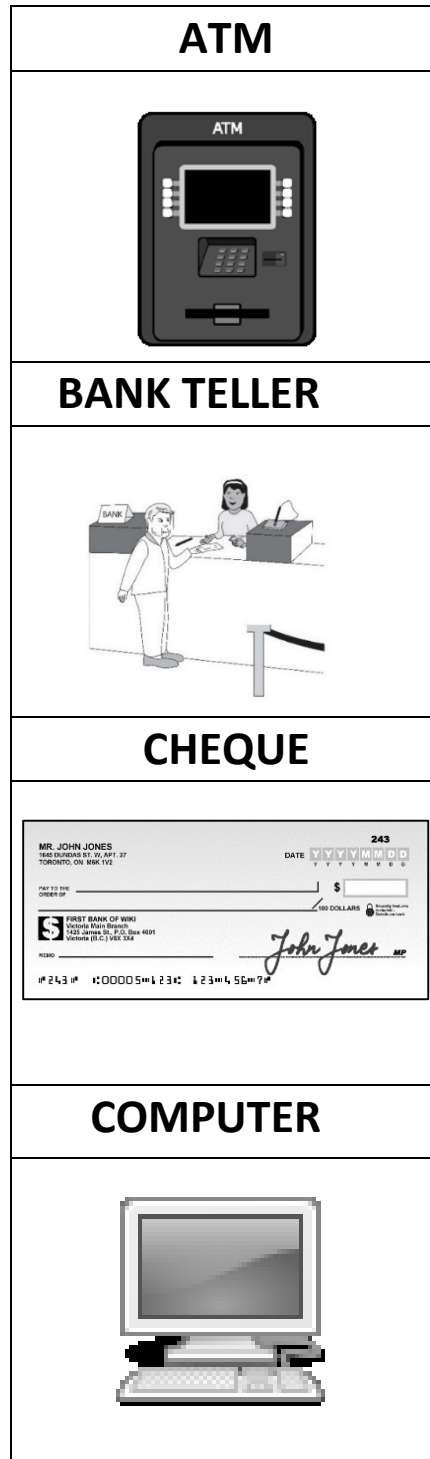 ATM
ATM
BANK TELLER
BANK
CHEQUE
243
MR. JOHN JONES
1645 DUNDAS ST. W, APT. 27
TORONTO, ON M6K 1V2
DATE Y Y Y Y M M D D
Y Y Y Y M M D D
PAY TO THE
ORDER OF
$
/100 DOLLARS
FIRST BANK OF WIKI
Victoria Main Branch
1425 James St., P.O. Box 4001
Victoria (B.C.) V8X 3X4
MEMO
John Jones MP
COMPUTER